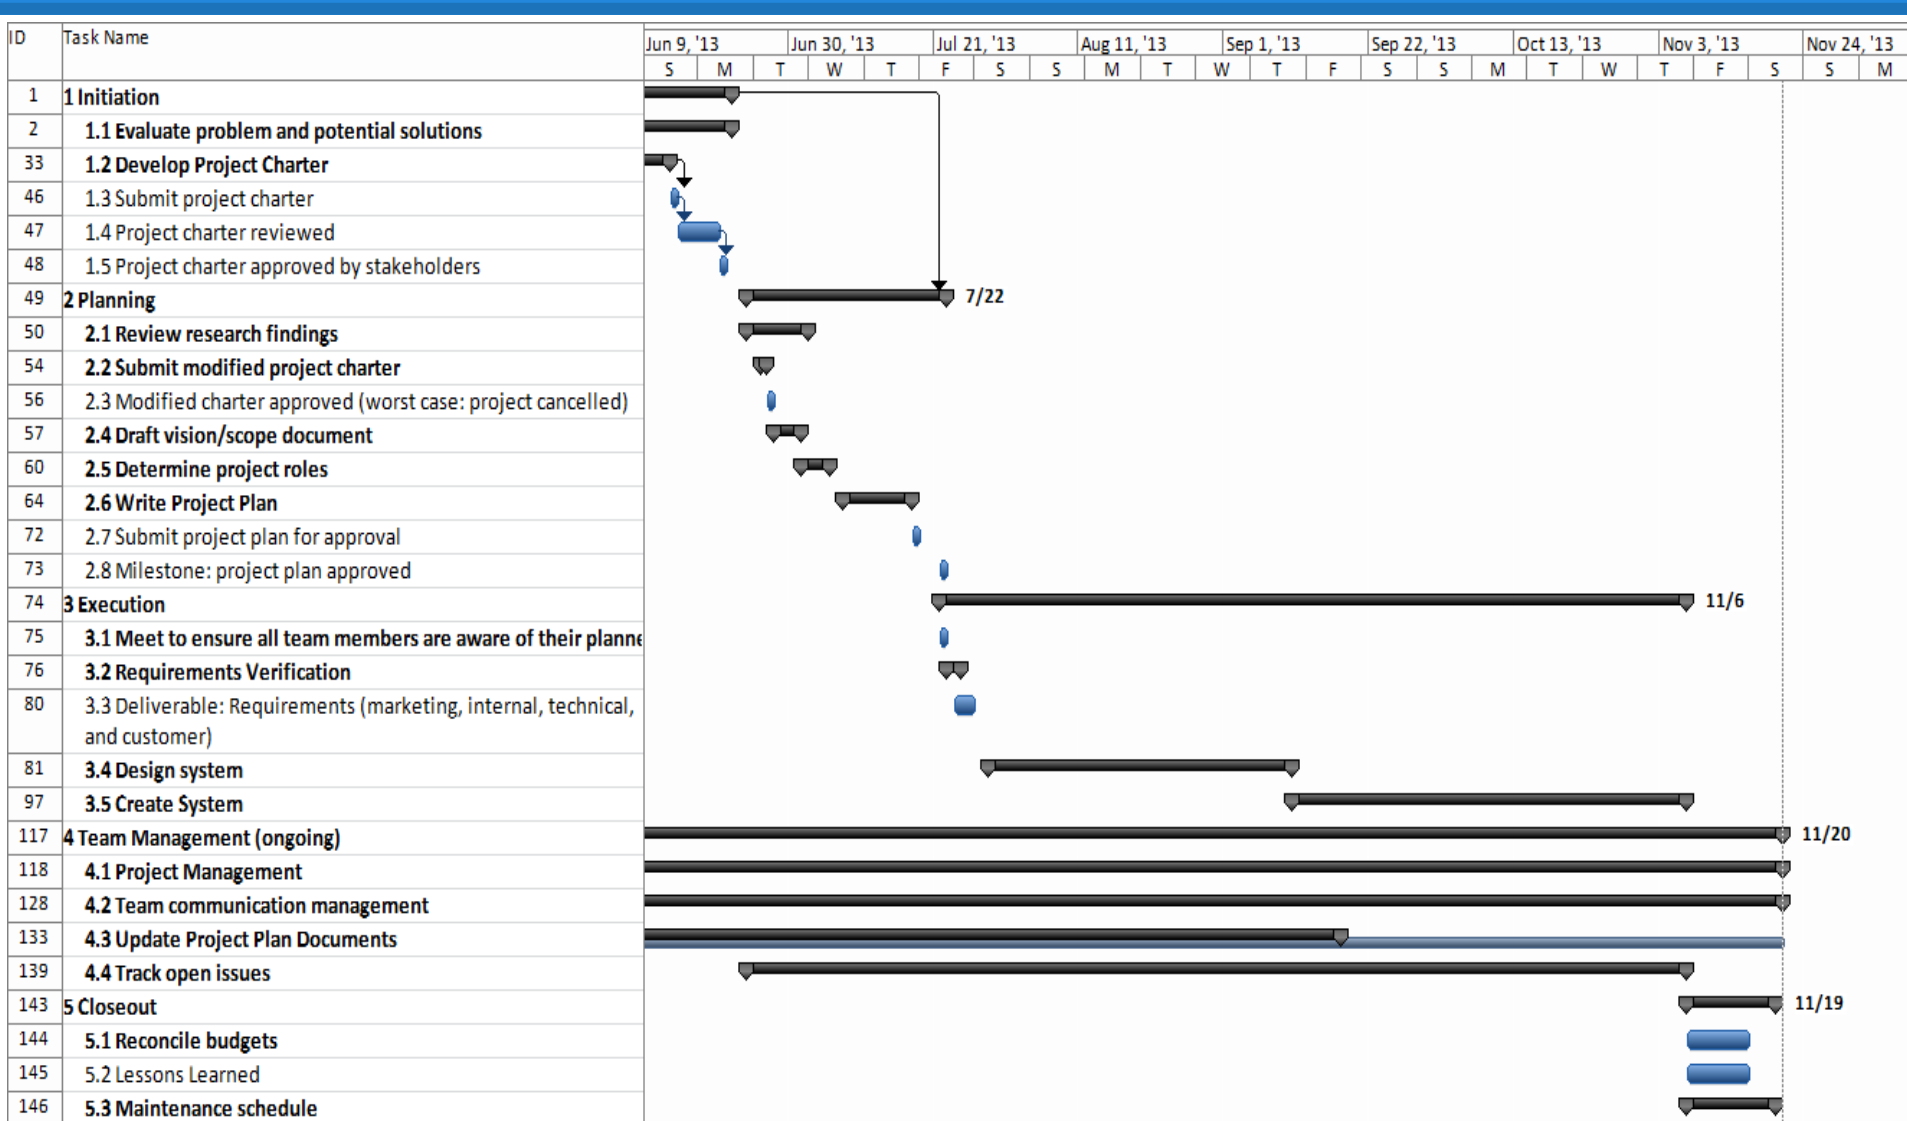 ID Task Name Jun 9, '13 Jun 30, '13 Jul 21, '13 Aug 11, '13 Sep 1, '13 Sep 22, '13 Oct 13, '13 Nov 3, '13 Nov 24, '13
S M T W T F S S M T W T F S S M T W T F S S M
1 1 Initiation
2 1.1 Evaluate problem and potential solutions
33 1.2 Develop Project Charter
46 1.3 Submit project charter
47 1.4 Project charter reviewed
48 1.5 Project charter approved by stakeholders
49 2 Planning 7/22
50 2.1 Review research findings
54 2.2 Submit modified project charter
56 2.3 Modified charter approved (worst case: project cancelled)
57 2.4 Draft vision/scope document
60 2.5 Determine project roles
64 2.6 Write Project Plan
72 2.7 Submit project plan for approval
73 2.8 Milestone: project plan approved
74 3 Execution 11/6
75 3.1 Meet to ensure all team members are aware of their planne
76 3.2 Requirements Verification
80 3.3 Deliverable: Requirements (marketing, internal, technical,
and customer)
81 3.4 Design system
97 3.5 Create System
117 4 Team Management (ongoing) 11/20
118 4.1 Project Management
128 4.2 Team communication management
133 4.3 Update Project Plan Documents
139 4.4 Track open issues
143 5 Closeout 11/19
144 5.1 Reconcile budgets
145 5.2 Lessons Learned
146 5.3 Maintenance schedule